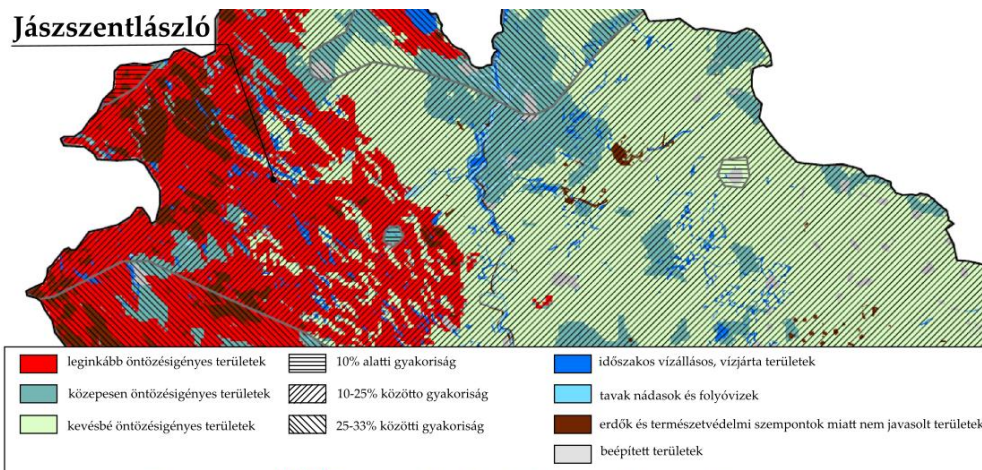 Jászszentlászló
leginkább öntözésigényes területek
közepesen öntözésigényes területek
kevésbé öntözésigényes területek
10% alatti gyakoriság
10-25% közötto gyakoriság
25-33% közötti gyakoriság
időszakos vízállásos, vízjárta területek
tavak nádasok és folyóvizek
erdők és természetvédelmi szempontok miatt nem javasolt területek
beépített területek